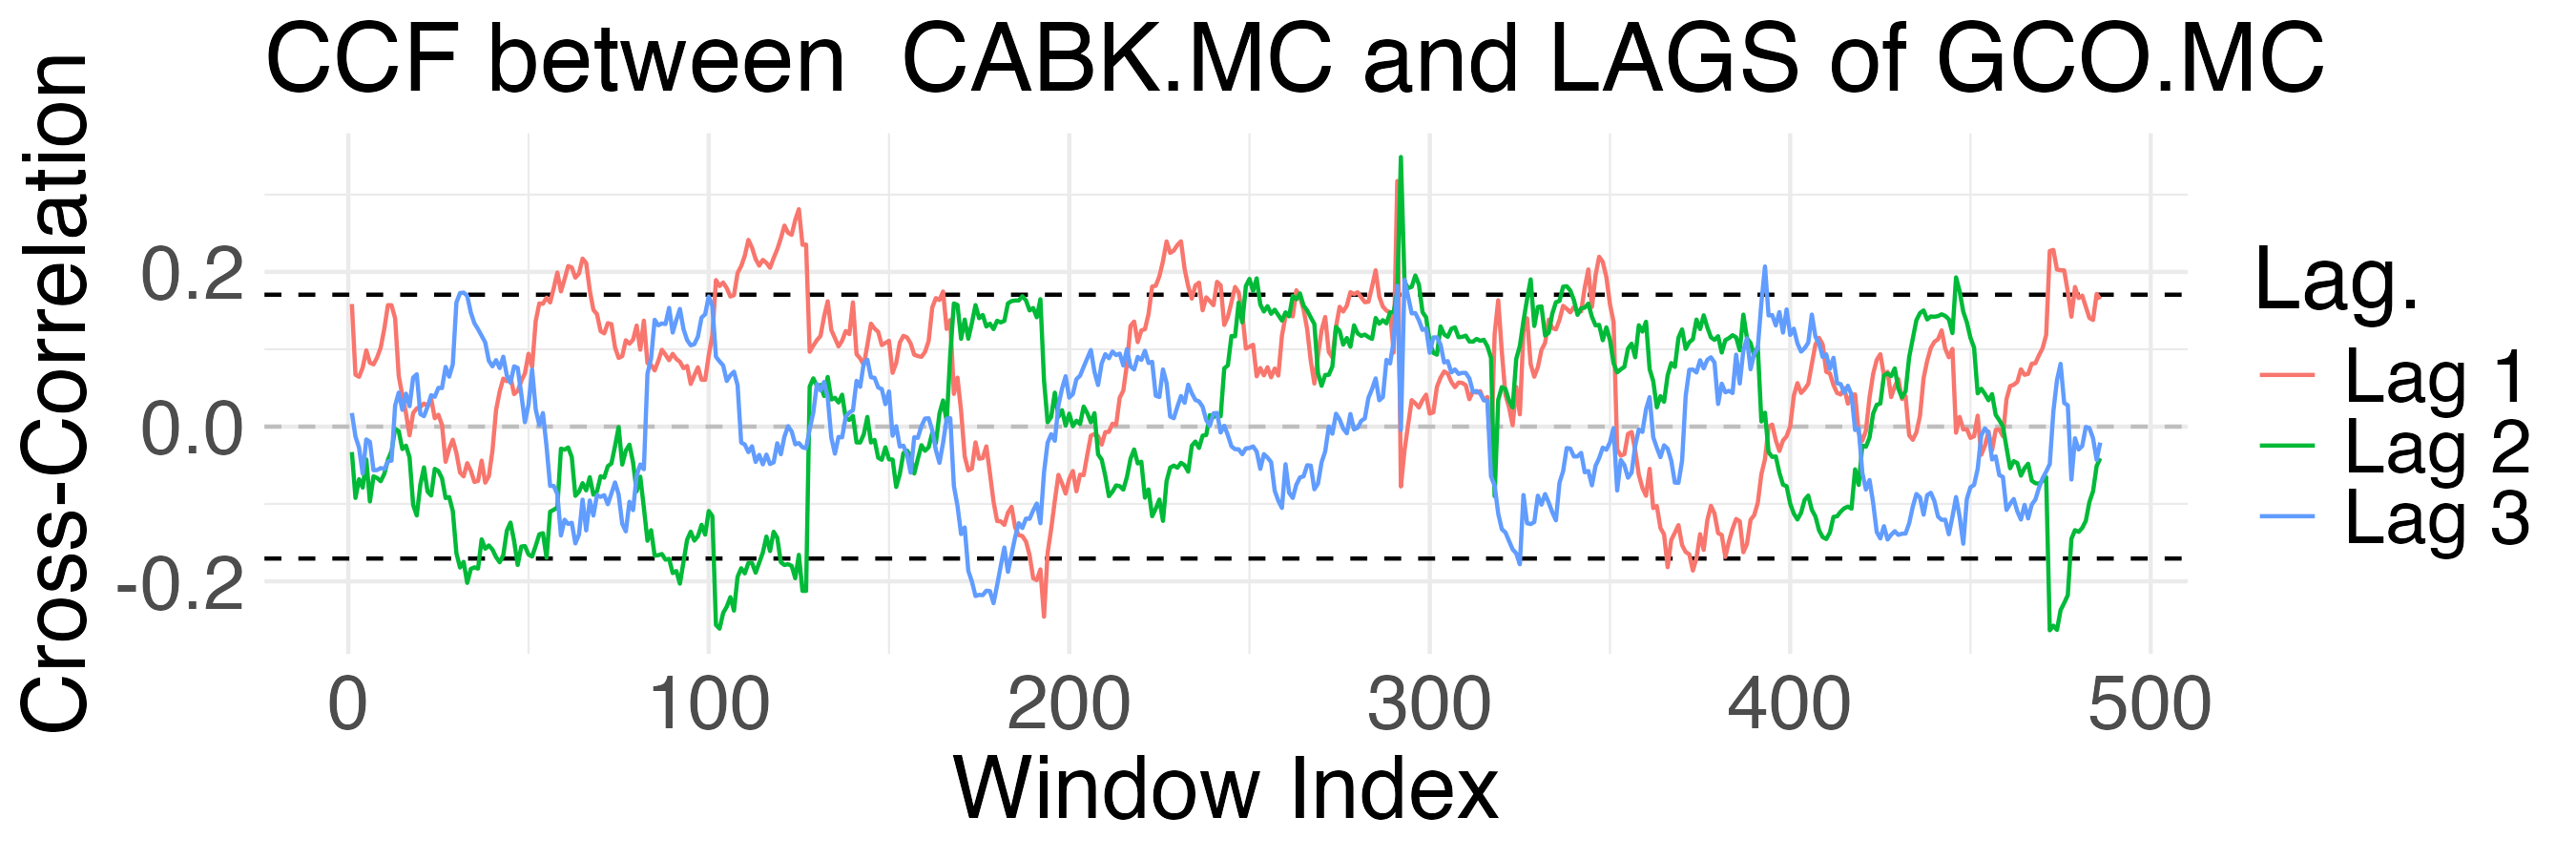 CCF between  CABK.MC and LAGS of GCO.MC
Cross-Correlation
0.2
0.0
-0.2
0 100 200 300 400 500
Window Index
Lag.
Lag 1
Lag 2
Lag 3